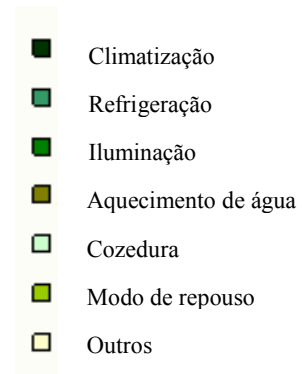 Climatização
Refrigeração
Iluminação
Aquecimento de água
Cozedura
Modo de repouso
Outros